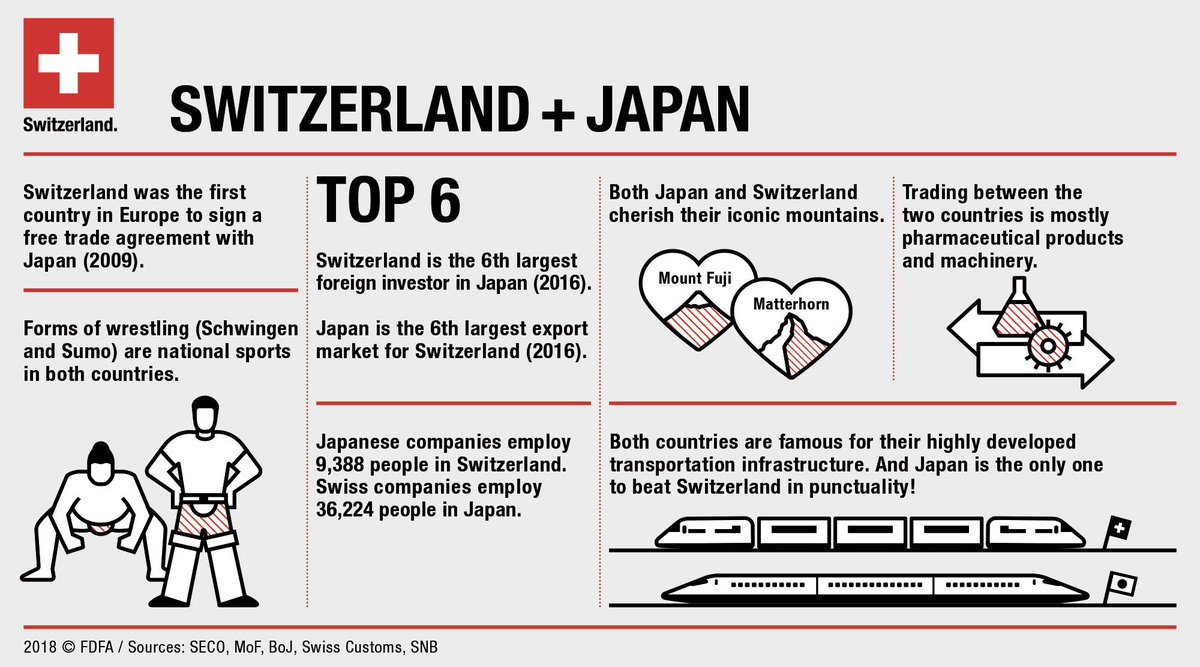 Switzerland.
SWITZERLAND + JAPAN
Switzerland was the first
country in Europe to sign a
free trade agreement with
Japan (2009).
Forms of wrestling (Schwingen
and Sumo) are national sports
in both countries.
TOP 6
Switzerland is the 6th largest
foreign investor in Japan (2016).
Japan is the 6th largest export
market for Switzerland (2016).
Japanese companies employ
9,388 people in Switzerland.
Swiss companies employ
36,224 people in Japan.
Both Japan and Switzerland
cherish their iconic mountains.
Mount Fuji
Matterhorn
Trading between the
two countries is mostly
pharmaceutical products
and machinery.
Both countries are famous for their highly developed
transportation infrastructure. And Japan is the only one
to beat Switzerland in punctuality!
2018 © FDFA / Sources: SECO, MoF, BoJ, Swiss Customs, SNB